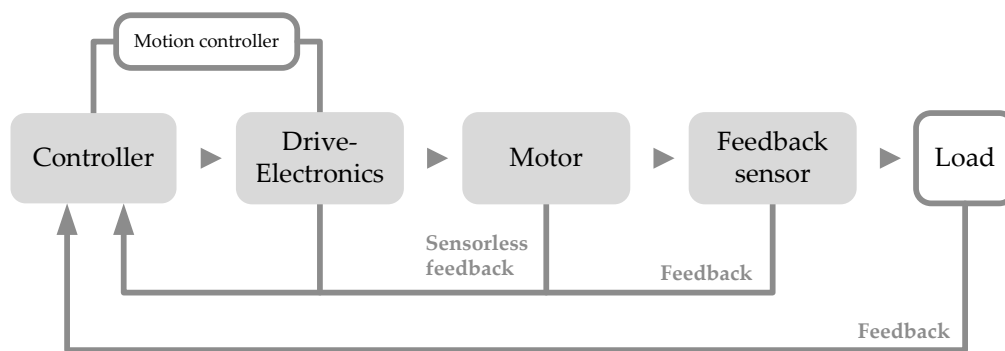 Motion controller
Controller
Drive-
Electronics
Motor
Feedback
sensor
Load
Sensorless
feedback
Feedback
Feedback